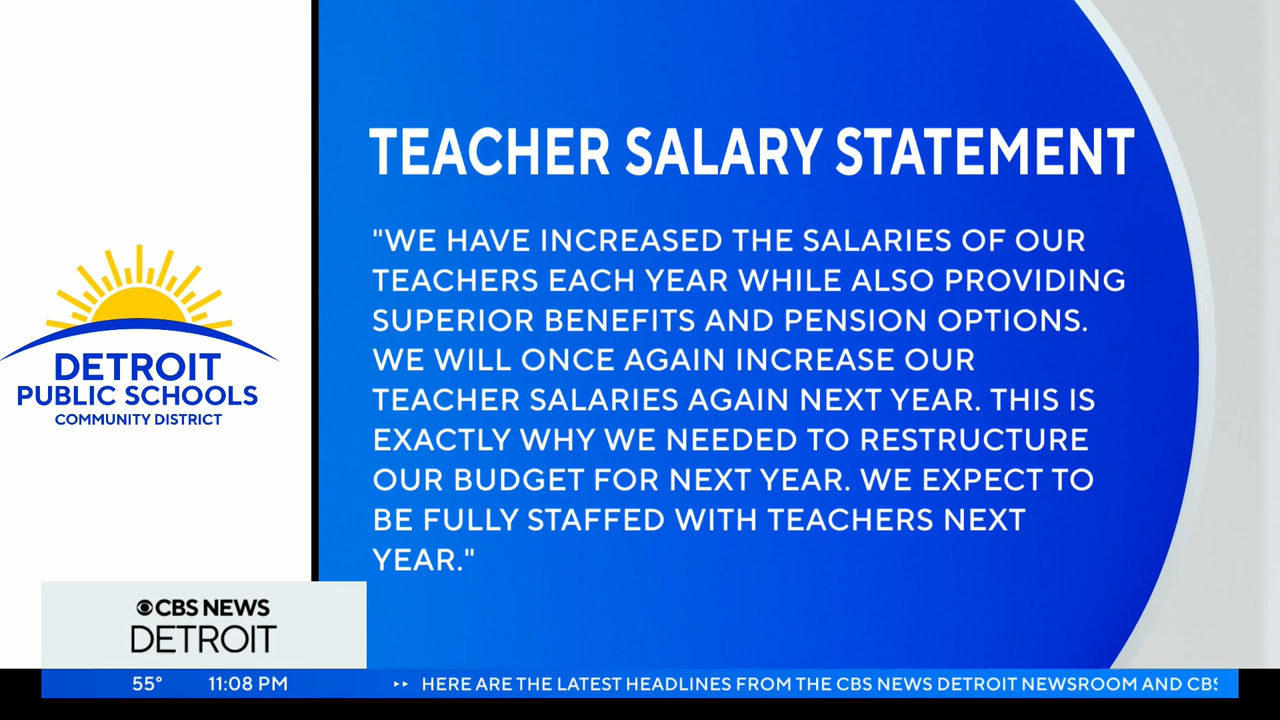 TEACHER SALARY STATEMENT
"WE HAVE INCREASED THE SALARIES OF OUR
TEACHERS EACH YEAR WHILE ALSO PROVIDING
SUPERIOR BENEFITS AND PENSION OPTIONS.
WE WILL ONCE AGAIN INCREASE OUR
TEACHER SALARIES AGAIN NEXT YEAR. THIS IS
EXACTLY WHY WE NEEDED TO RESTRUCTURE
OUR BUDGET FOR NEXT YEAR. WE EXPECT TO
BE FULLY STAFFED WITH TEACHERS NEXT
YEAR."
DETROIT
PUBLIC SCHOOLS
COMMUNITY DISTRICT
CBS NEWS
DETROIT
55° 11:08 PM HERE ARE THE LATEST HEADLINES FROM THE CBS NEWS DETROIT NEWSROOM AND CBS